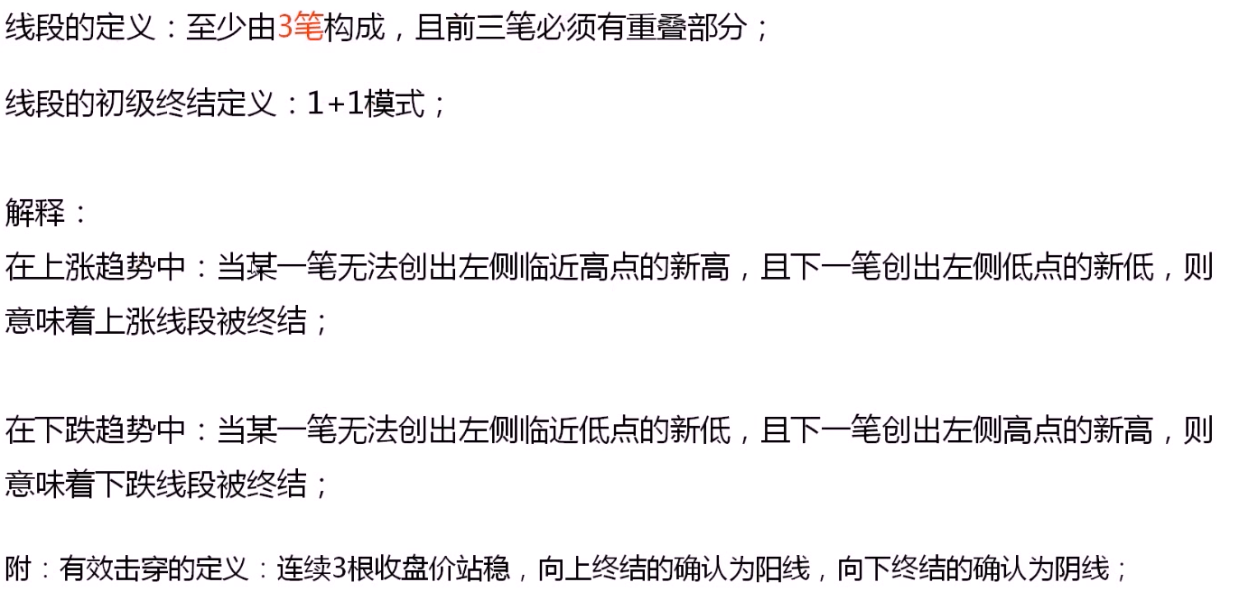 线段的定义：至少由3笔构成，且前三笔必须有重叠部分；
线段的初级终结定义：1+1模式；
解释：
在上涨趋势中：当某一笔无法创出左侧临近高点的新高，且下一笔创出左侧低点的新低，则
意味着上涨线段被终结；
在下跌趋势中：当某一笔无法创出左侧临近低点的新低，且下一笔创出左侧高点的新高，则
意味着下跌线段被终结；
附：有效击穿的定义：连续3根收盘价站稳，向上终结的确认为阳线，向下终结的确认为阴线；